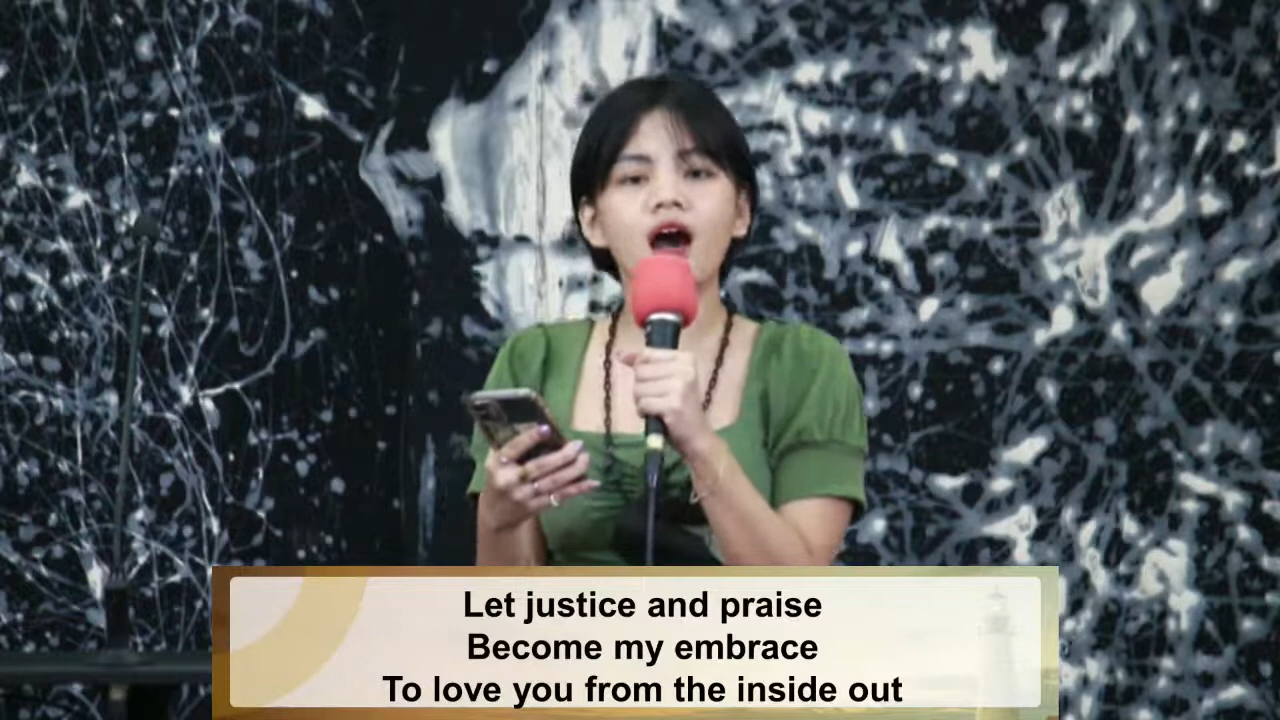 Let justice and praise
Become my embrace
To love you from the inside out